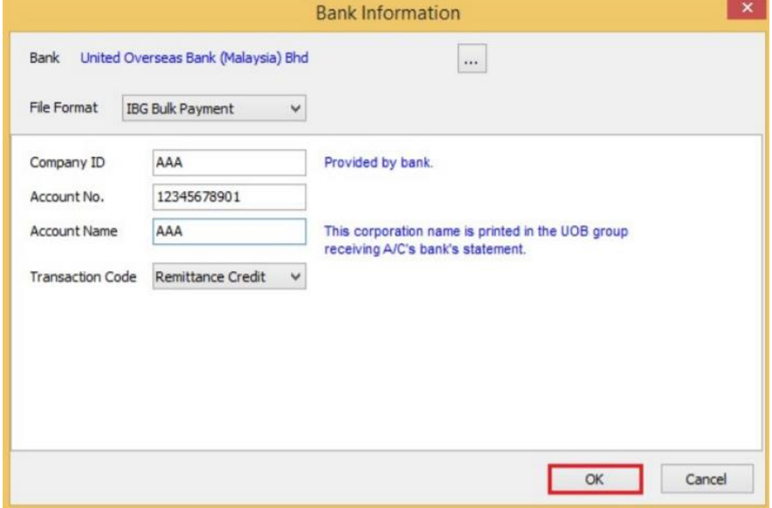 Bank Information
Bank United Overseas Bank (Malaysia) Bhd ...
File Format IBG Bulk Payment
Company ID AAA Provided by bank.
Account No. 12345678901
Account Name AAA This corporation name is printed in the UOB group
receiving A/C's bank's statement.
Transaction Code Remittance Credit
OK Cancel